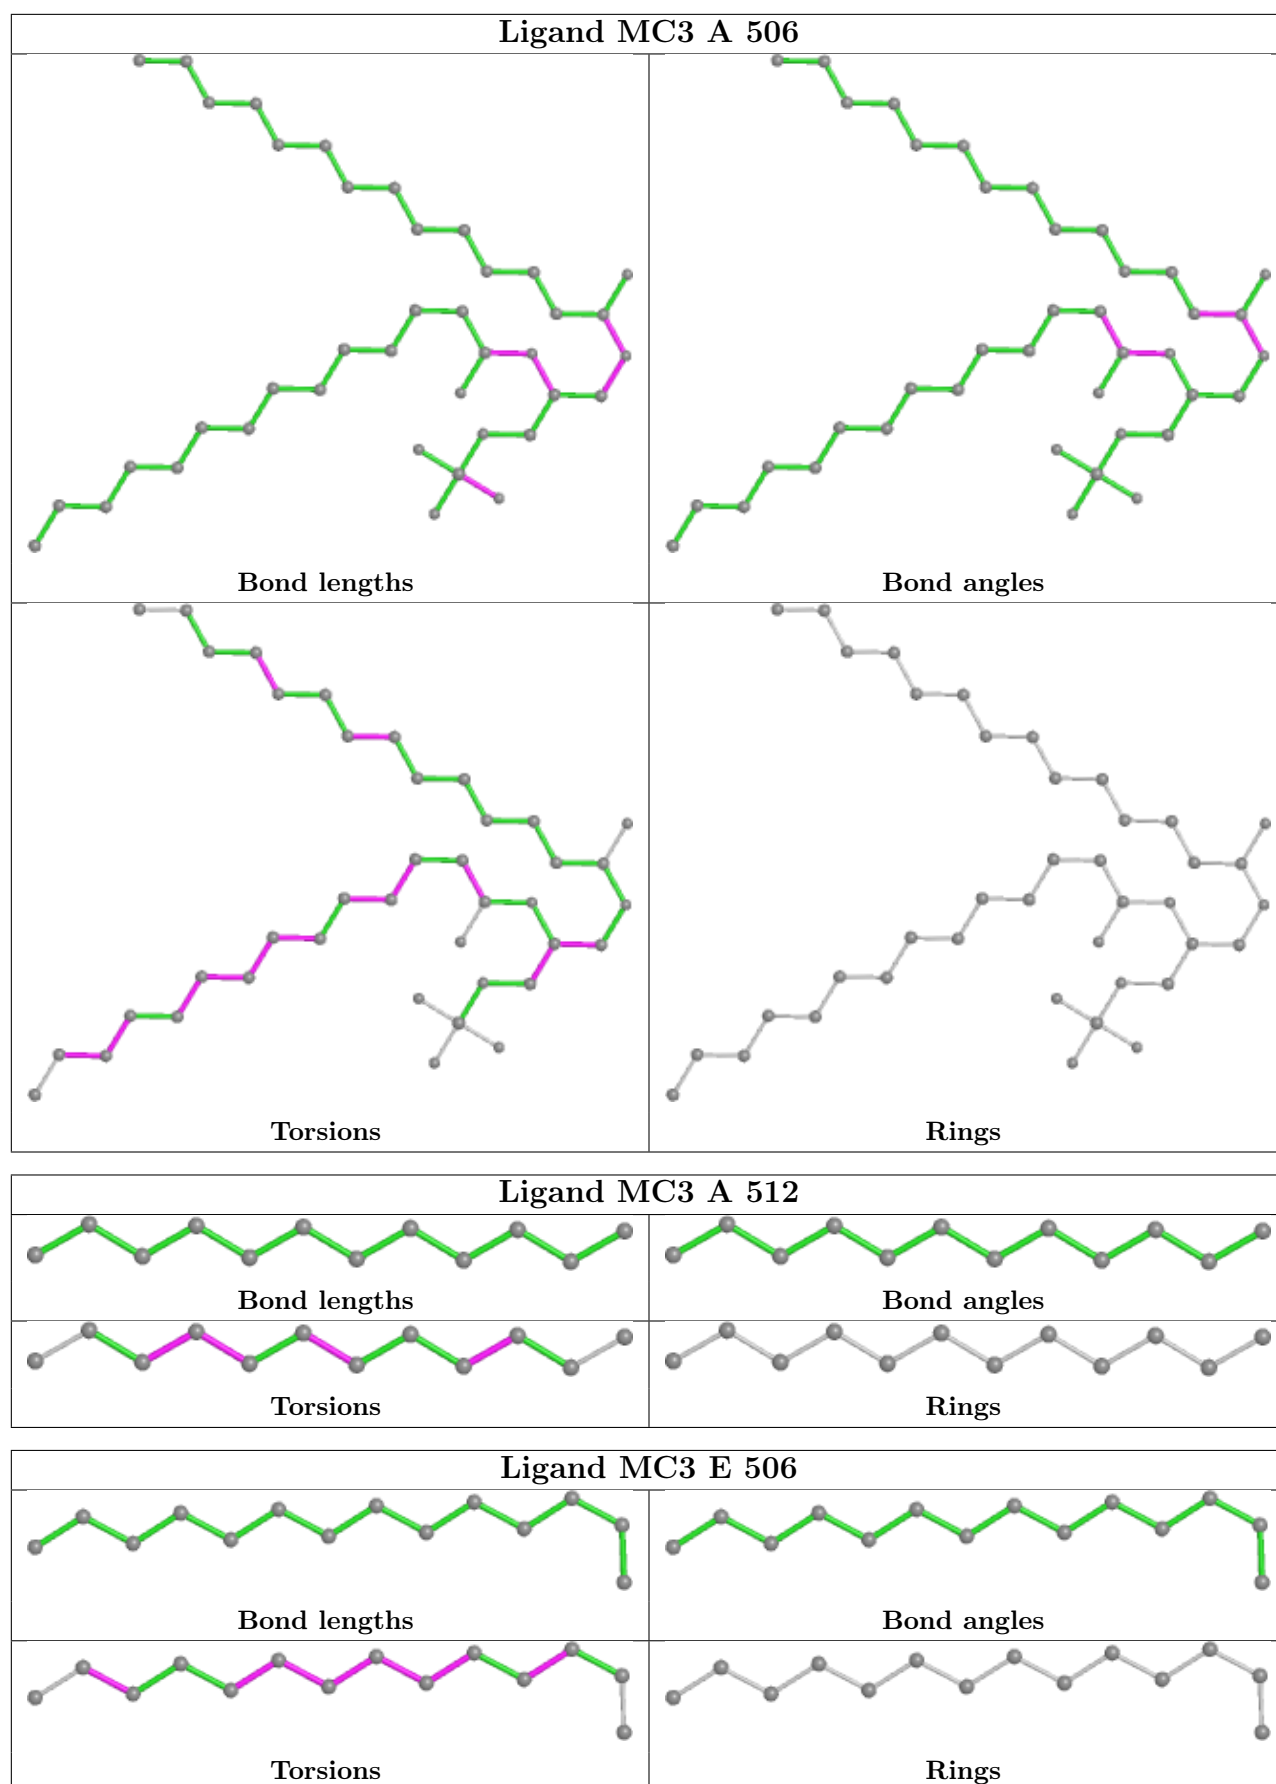 Ligand MC3 A 506
Bond lengths
Bond angles
Torsions
Rings
Ligand MC3 A 512
Bond lengths
Bond angles
Torsions
Rings
Ligand MC3 E 506
Bond lengths
Bond angles
Torsions
Rings